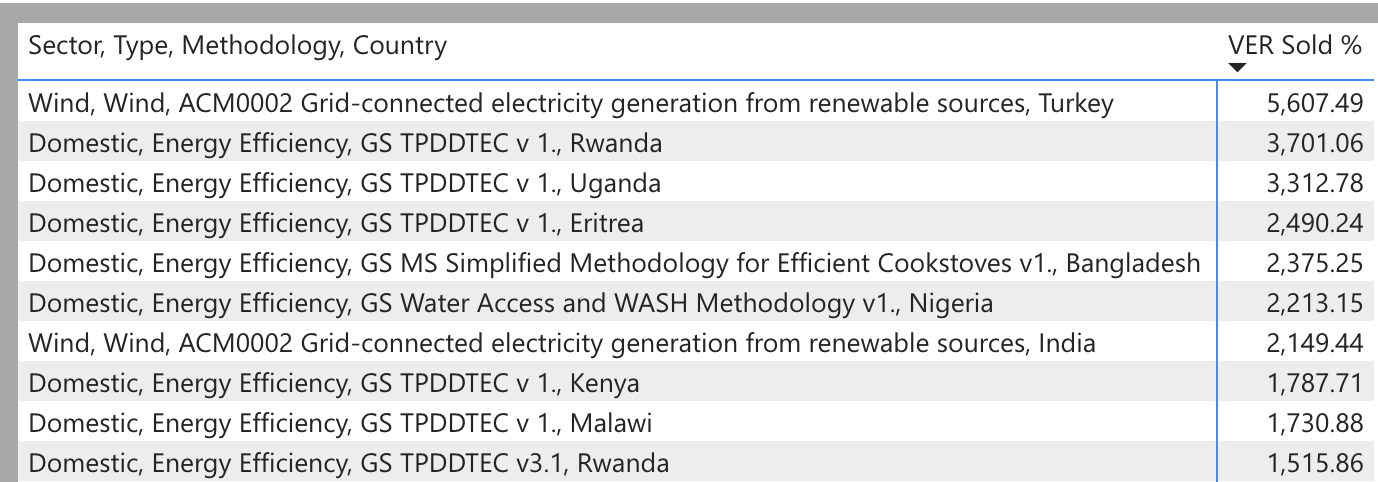 Sector, Type, Methodology, Country VER Sold %
Wind, Wind, ACM0002 Grid-connected electricity generation from renewable sources, Turkey 5,607.49
Domestic, Energy Efficiency, GS TPDDTEC v 1., Rwanda 3,701.06
Domestic, Energy Efficiency, GS TPDDTEC v 1., Uganda 3,312.78
Domestic, Energy Efficiency, GS TPDDTEC v 1., Eritrea 2,490.24
Domestic, Energy Efficiency, GS MS Simplified Methodology for Efficient Cookstoves v1., Bangladesh 2,375.25
Domestic, Energy Efficiency, GS Water Access and WASH Methodology v1., Nigeria 2,213.15
Wind, Wind, ACM0002 Grid-connected electricity generation from renewable sources, India 2,149.44
Domestic, Energy Efficiency, GS TPDDTEC v 1., Kenya 1,787.71
Domestic, Energy Efficiency, GS TPDDTEC v 1., Malawi 1,730.88
Domestic, Energy Efficiency, GS TPDDTEC v3.1, Rwanda 1,515.86